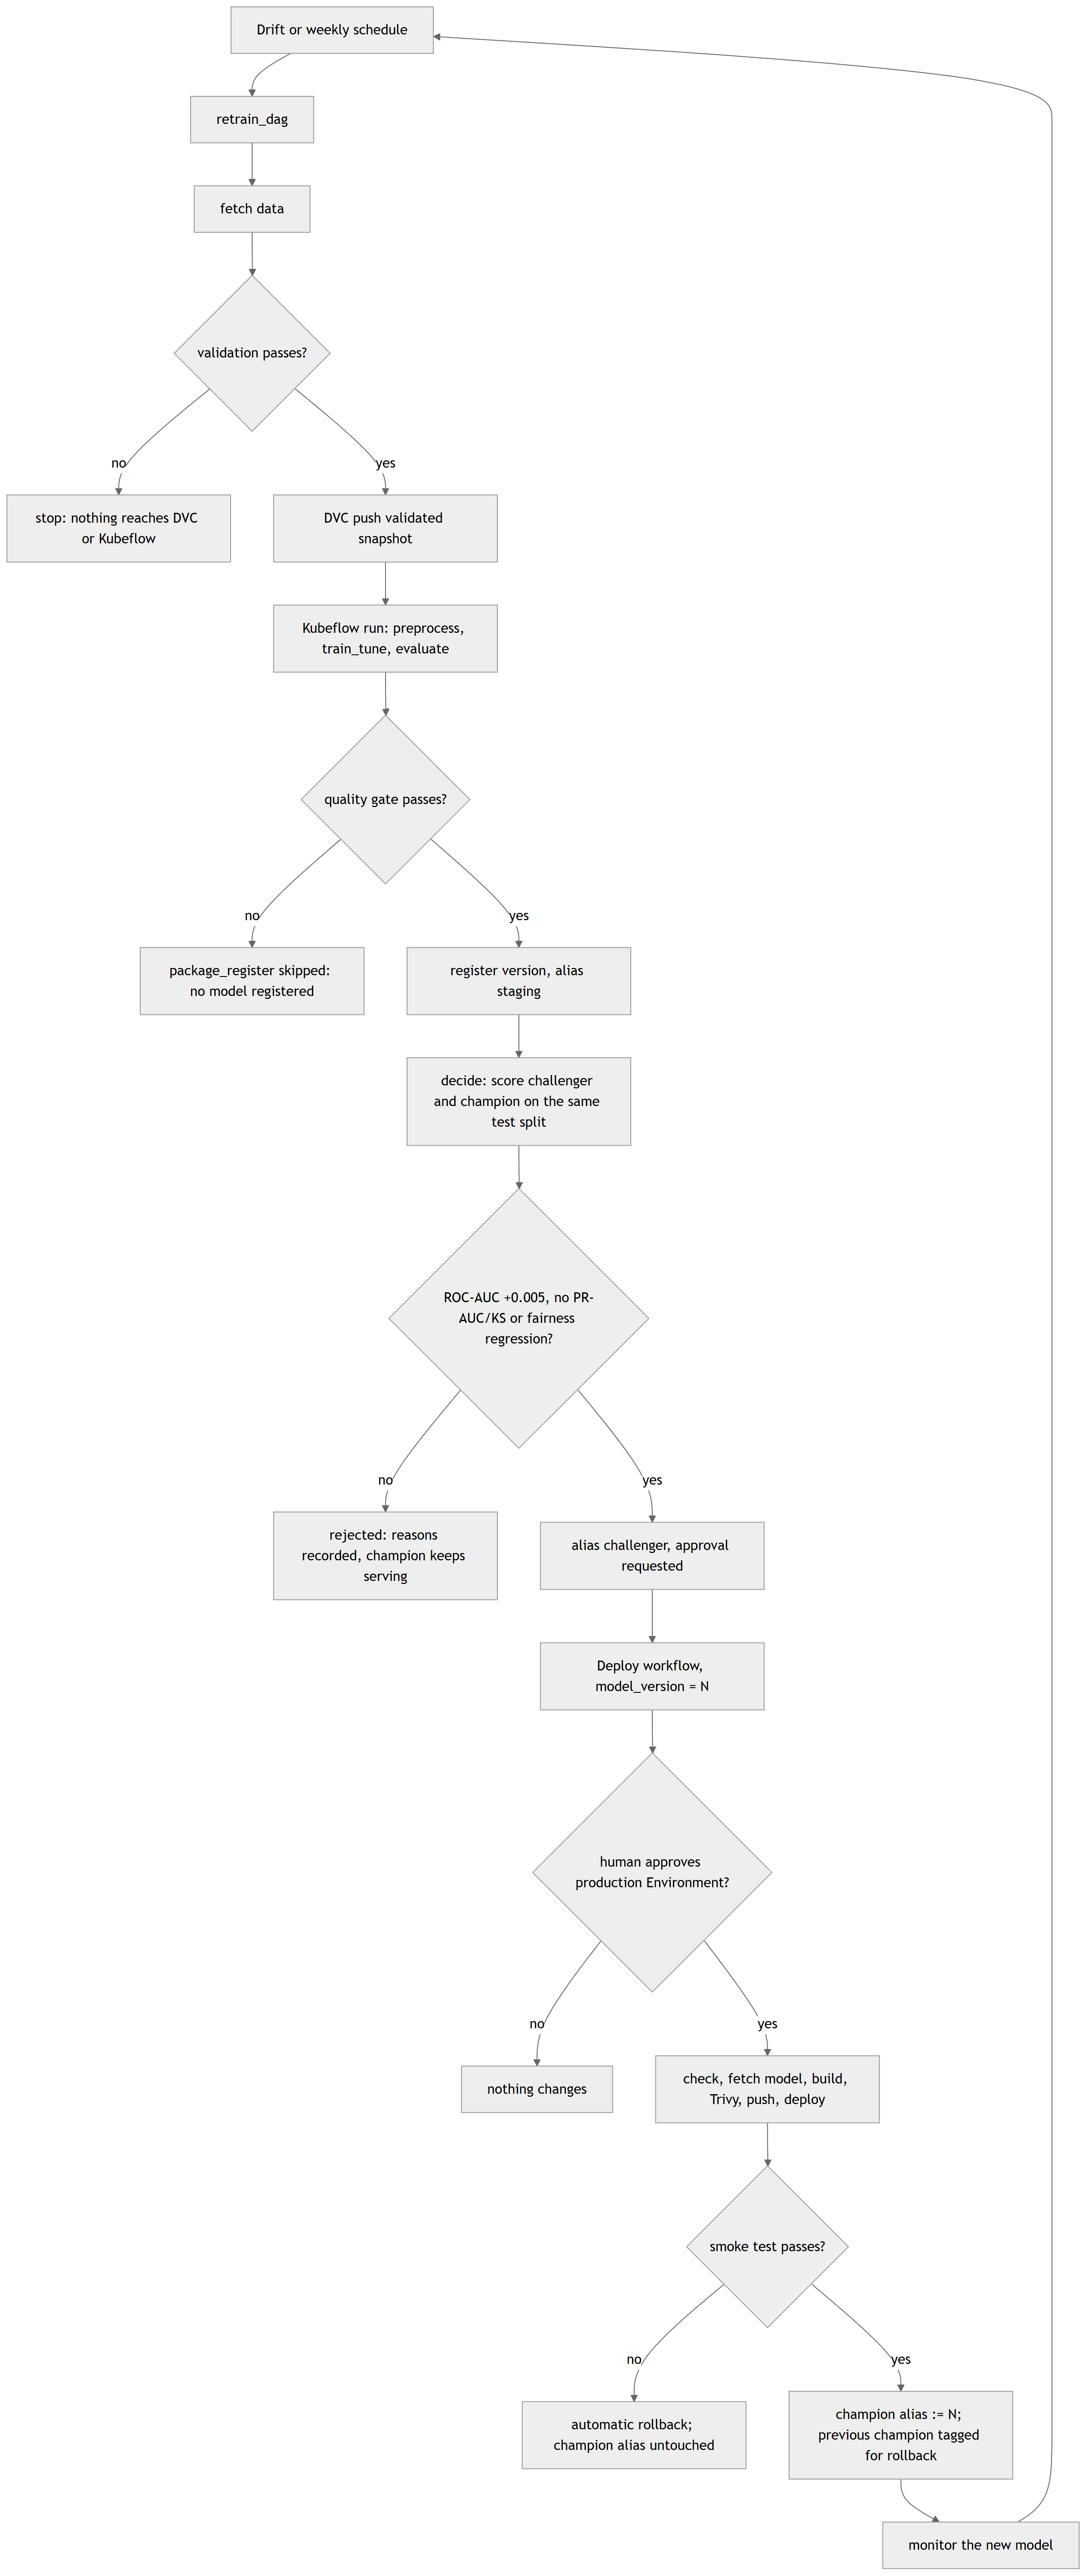 Drift or weekly schedule
retrain_dag
fetch data
validation passes?
no
yes
stop: nothing reaches DVC
or Kubeflow
DVC push validated
snapshot
Kubeflow run: preprocess,
train_tune, evaluate
quality gate passes?
no
yes
package_register skipped:
no model registered
register version, alias
staging
decide: score challenger
and champion on the same
test split
ROC-AUC +0.005, no PR-
AUC/KS or fairness
regression?
no
yes
rejected: reasons
recorded, champion keeps
serving
alias challenger, approval
requested
Deploy workflow,
model_version = N
human approves
production Environment?
no
yes
nothing changes
check, fetch model, build,
Trivy, push, deploy
smoke test passes?
no
yes
automatic rollback;
champion alias untouched
champion alias := N;
previous champion tagged
for rollback
monitor the new model